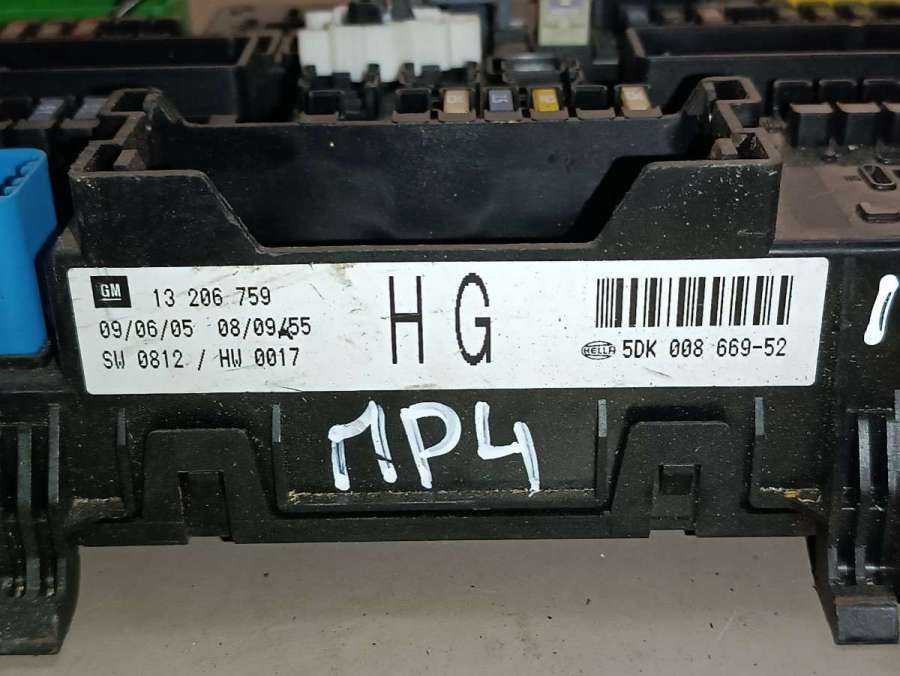 GM 13 206 759
09/06/05 08/09/55
SW 0812 / HW 0017
HG
HELLA 5DK 008 669-52
ПР4